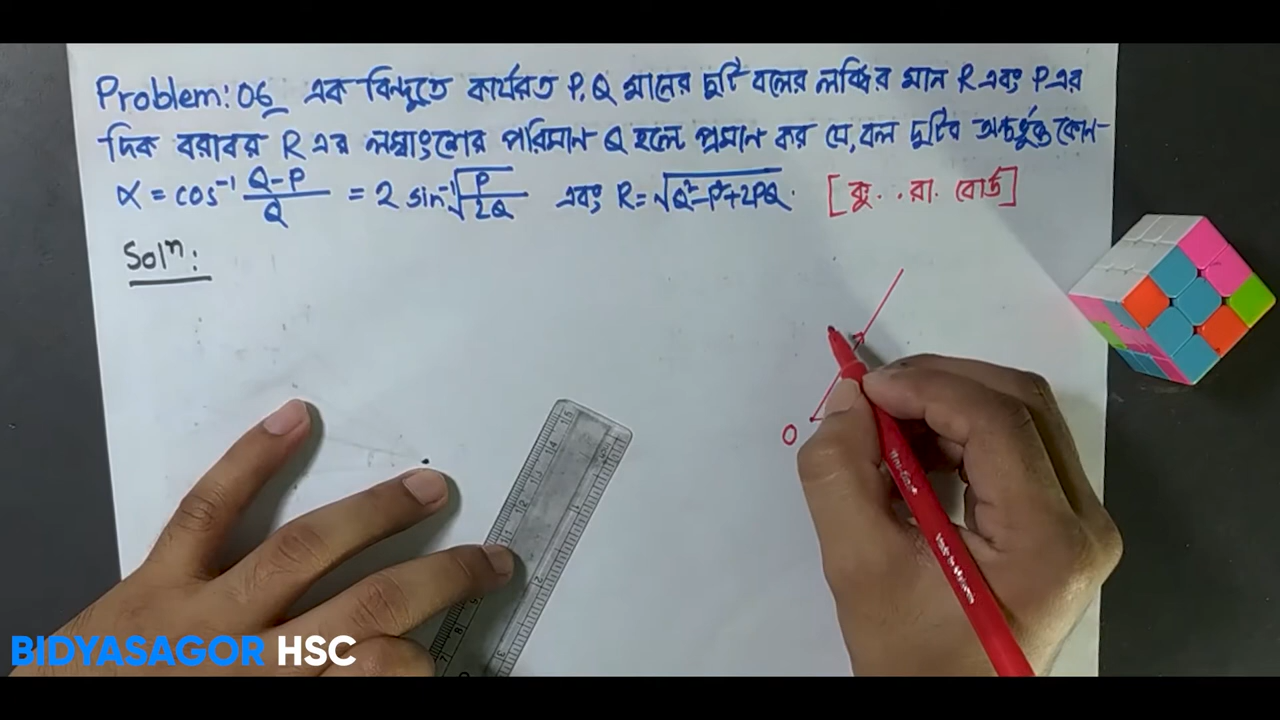 Problem: 06 এক বিন্দুতে কার্যরত P, Q মানের দুটি বলের লব্ধির মান R এবং P এর
দিক বরাবর R এর লম্বাংশের পরিমান Q হলে প্রমান কর যে, বল দুটির অন্তর্ভুক্ত কোন
α = cos⁻¹ (Q-P)/Q = 2 sin⁻¹ √(P/2Q) এবং R = √(Q²-P²+2PQ). [কু. . রা. বোর্ড]
Solⁿ:
O
BIDYASAGOR HSC